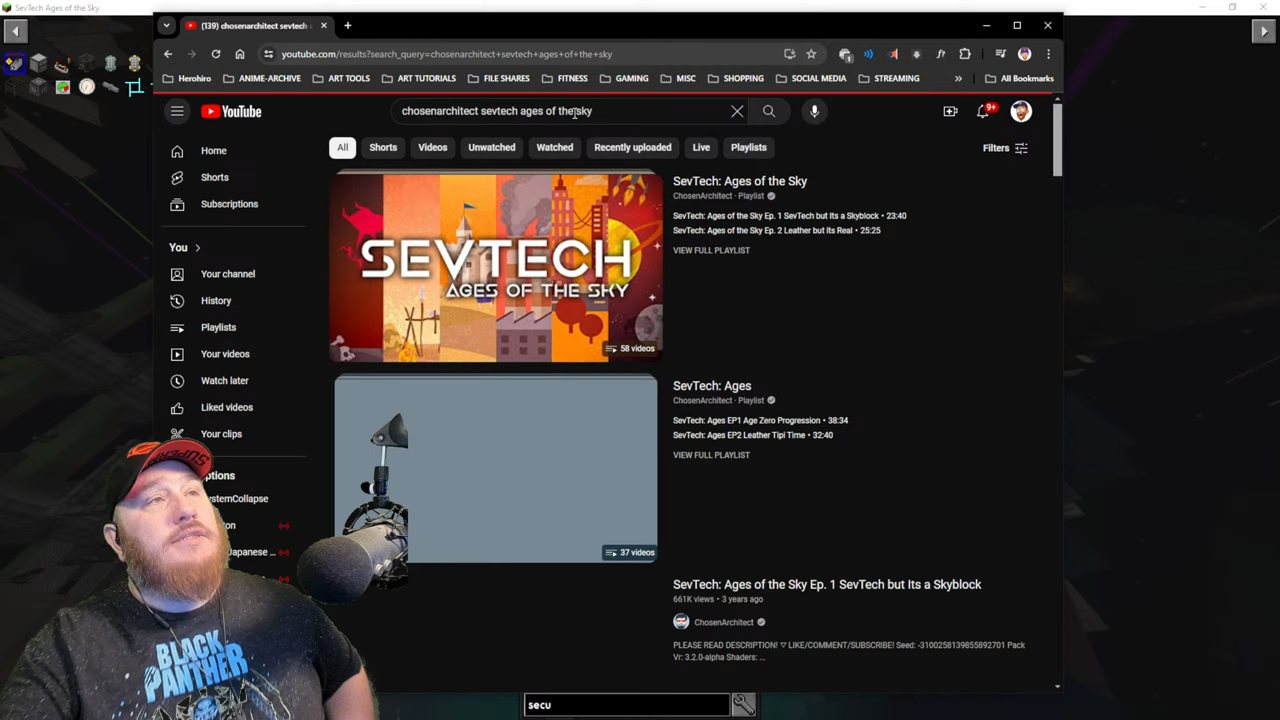 SevTech Ages of the Sky
(139) chosenarchitect sevtech a
youtube.com/results?search_query=chosenarchitect+sevtech+ages+of+the+sky
Herohiro
ANIME-ARCHIVE
ART TOOLS
ART TUTORIALS
FILE SHARES
FITNESS
GAMING
MISC
SHOPPING
SOCIAL MEDIA
STREAMING
»
All Bookmarks
YouTube
chosenarchitect sevtech ages of the sky
9+
All
Shorts
Videos
Unwatched
Watched
Recently uploaded
Live
Playlists
Filters
Home
Shorts
Subscriptions
You
Your channel
History
Playlists
Your videos
Watch later
Liked videos
Your clips
ptions
ystemCollapse
on
Japanese ...
SEVTECH
AGES OF THE SKY
58 videos
SevTech: Ages of the Sky
ChosenArchitect · Playlist
SevTech: Ages of the Sky Ep. 1 SevTech but Its a Skyblock • 23:40
SevTech: Ages of the Sky Ep. 2 Leather but its Real • 25:25
VIEW FULL PLAYLIST
37 videos
SevTech: Ages
ChosenArchitect · Playlist
SevTech: Ages EP1 Age Zero Progression • 38:34
SevTech: Ages EP2 Leather Tipi Time • 32:40
VIEW FULL PLAYLIST
SevTech: Ages of the Sky Ep. 1 SevTech but Its a Skyblock
661K views • 3 years ago
ChosenArchitect
PLEASE READ DESCRIPTION! ▽ LIKE/COMMENT/SUBSCRIBE! Seed: -3100258139855892701 Pack
Vr: 3.2.0-alpha Shaders: ...
SUPER
BLACK
PANTHER
secu